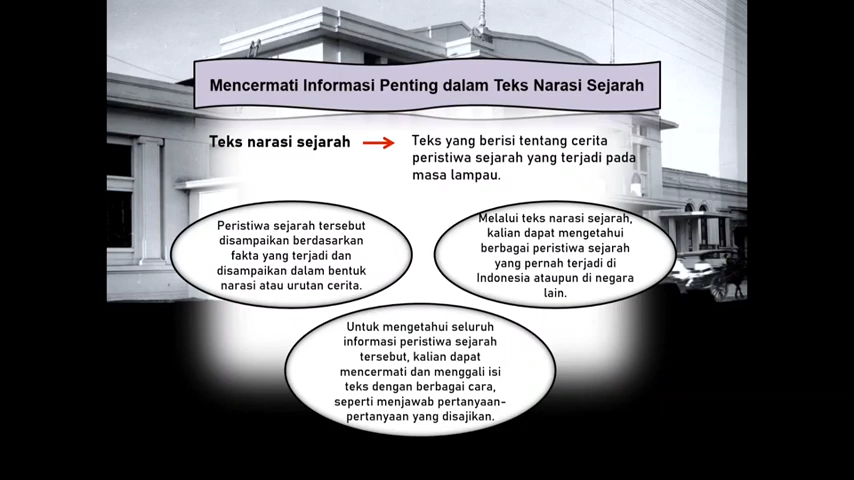 Mencermati Informasi Penting dalam Teks Narasi Sejarah
Teks narasi sejarah
Teks yang berisi tentang cerita
peristiwa sejarah yang terjadi pada
masa lampau.
Peristiwa sejarah tersebut
disampaikan berdasarkan
fakta yang terjadi dan
disampaikan dalam bentuk
narasi atau urutan cerita.
Melalui teks narasi sejarah,
kalian dapat mengetahui
berbagai peristiwa sejarah
yang pernah terjadi di
Indonesia ataupun di negara
lain.
Untuk mengetahui seluruh
informasi peristiwa sejarah
tersebut, kalian dapat
mencermati dan menggali isi
teks dengan berbagai cara,
seperti menjawab pertanyaan-
pertanyaan yang disajikan.